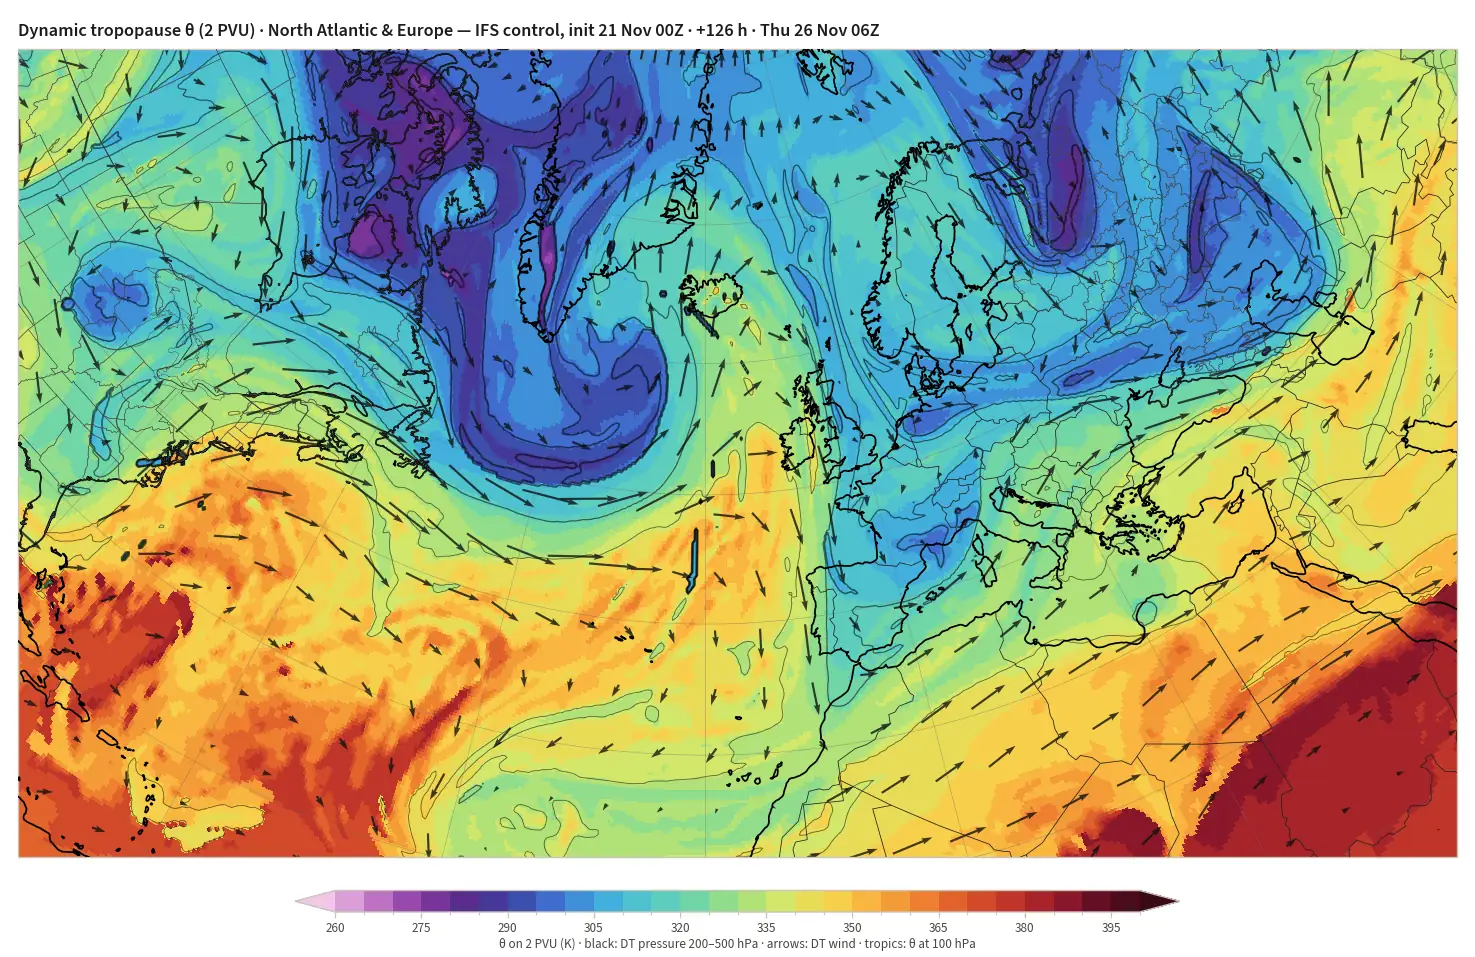 Dynamic tropopause θ (2 PVU) · North Atlantic & Europe — IFS control, init 21 Nov 00Z · +126 h · Thu 26 Nov 06Z
260 275 290 305 320 335 350 365 380 395
θ on 2 PVU (K) · black: DT pressure 200–500 hPa · arrows: DT wind · tropics: θ at 100 hPa